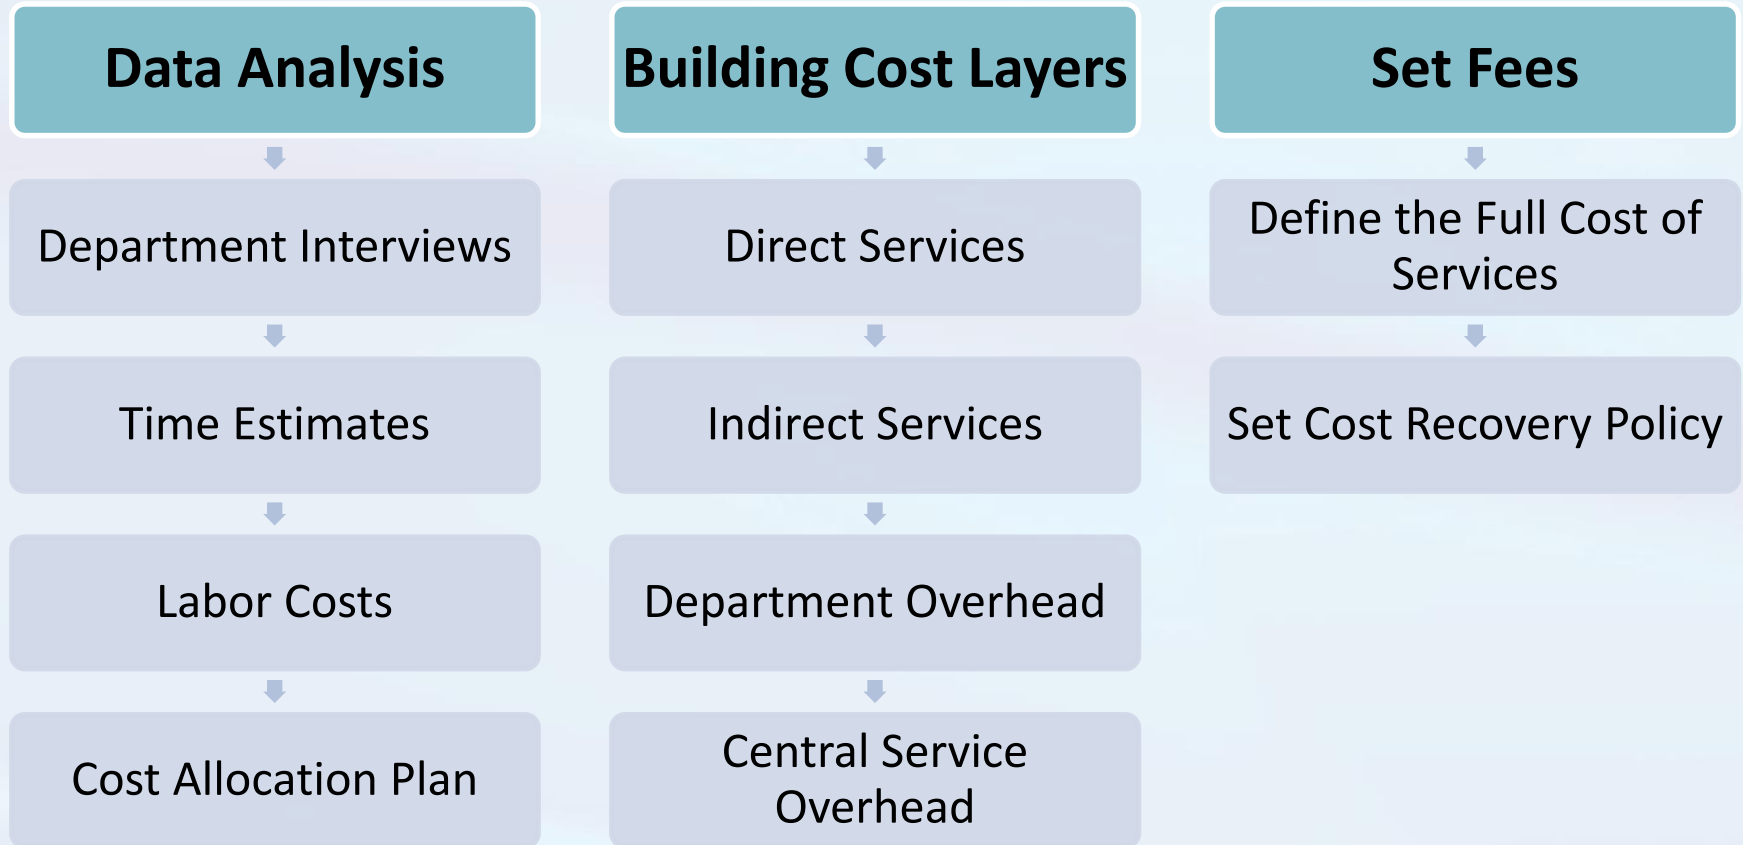 Data Analysis
Department Interviews
Time Estimates
Labor Costs
Cost Allocation Plan
Building Cost Layers
Direct Services
Indirect Services
Department Overhead
Central Service
Overhead
Set Fees
Define the Full Cost of
Services
Set Cost Recovery Policy